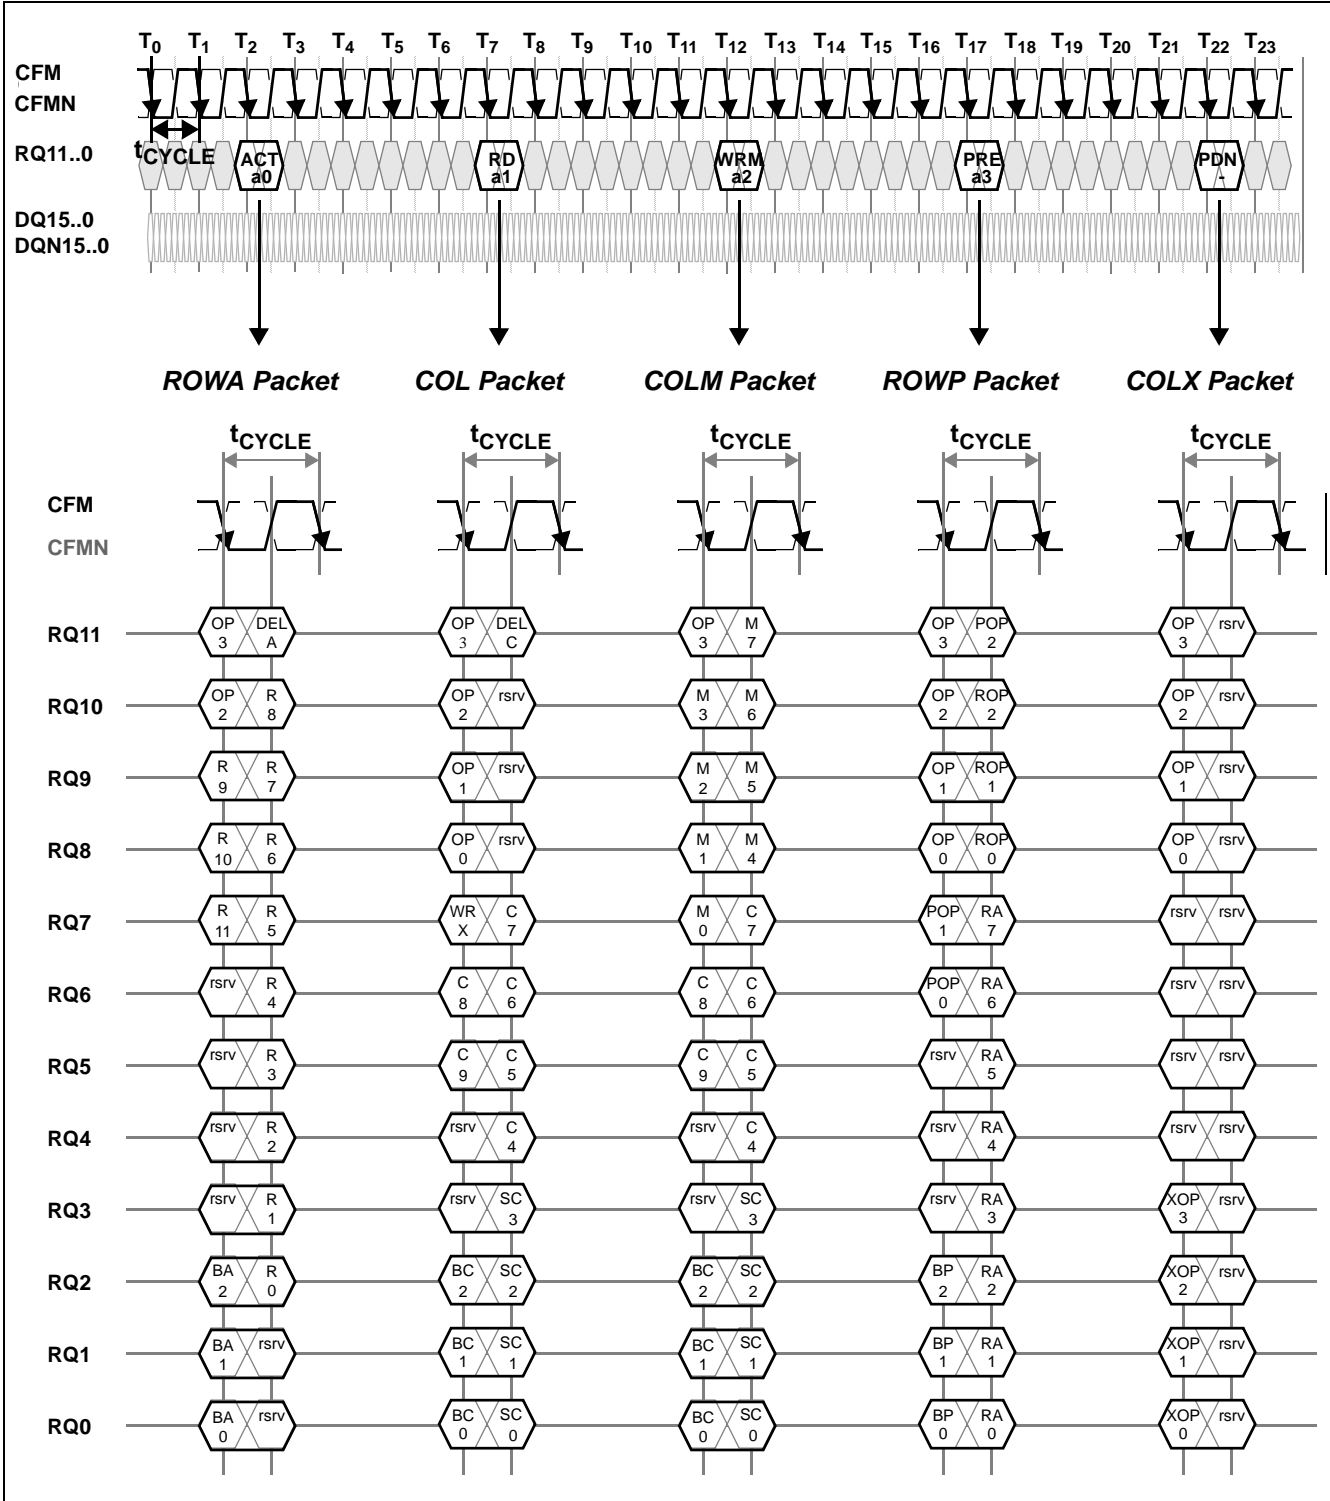 T0 T1 T2 T3 T4 T5 T6 T7 T8 T9 T10 T11 T12 T13 T14 T15 T16 T17 T18 T19 T20 T21 T22 T23
CFM
CFMN
RQ11..0 tCYCLE ACT a0 RD a1 WRM a2 PRE a3 PDN -
DQ15..0
DQN15..0
ROWA Packet COL Packet COLM Packet ROWP Packet COLX Packet
tCYCLE tCYCLE tCYCLE tCYCLE tCYCLE
CFM
CFMN
RQ11 OP 3 DEL A OP 3 DEL C OP 3 M 7 OP 3 POP 2 OP 3 rsrv
RQ10 OP 2 R 8 OP 2 rsrv M 3 M 6 OP 2 ROP 2 OP 2 rsrv
RQ9 R 9 R 7 OP 1 rsrv M 2 M 5 OP 1 ROP 1 OP 1 rsrv
RQ8 R 10 R 6 OP 0 rsrv M 1 M 4 OP 0 ROP 0 OP 0 rsrv
RQ7 R 11 R 5 WR X C 7 M 0 C 7 POP 1 RA 7 rsrv rsrv
RQ6 rsrv R 4 C 8 C 6 C 8 C 6 POP 0 RA 6 rsrv rsrv
RQ5 rsrv R 3 C 9 C 5 C 9 C 5 rsrv RA 5 rsrv rsrv
RQ4 rsrv R 2 rsrv C 4 rsrv C 4 rsrv RA 4 rsrv rsrv
RQ3 rsrv R 1 rsrv SC 3 rsrv SC 3 rsrv RA 3 XOP 3 rsrv
RQ2 BA 2 R 0 BC 2 SC 2 BC 2 SC 2 BP 2 RA 2 XOP 2 rsrv
RQ1 BA 1 rsrv BC 1 SC 1 BC 1 SC 1 BP 1 RA 1 XOP 1 rsrv
RQ0 BA 0 rsrv BC 0 SC 0 BC 0 SC 0 BP 0 RA 0 XOP 0 rsrv